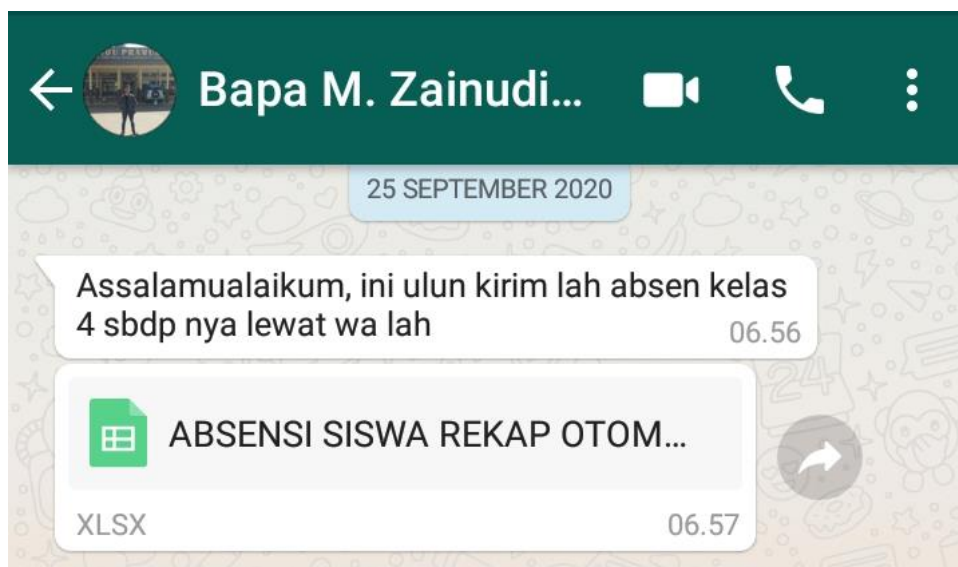 Bapa M. Zainudi...
25 SEPTEMBER 2020
Assalamualaikum, ini ulun kirim lah absen kelas
4 sbdp nya lewat wa lah
06.56
ABSENSI SISWA REKAP OTOM...
XLSX
06.57